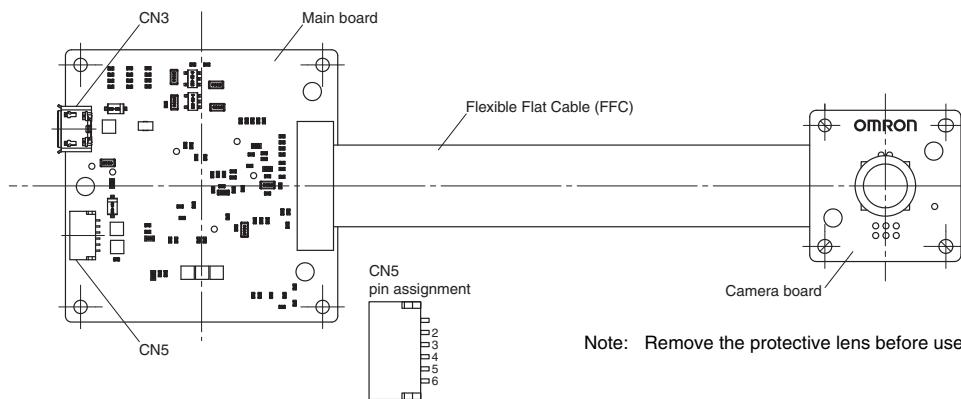 CN3
Main board
Flexible Flat Cable (FFC)
OMRON
CN5
pin assignment
2
3
4
5
6
Camera board
CN5
Note: Remove the protective lens before use